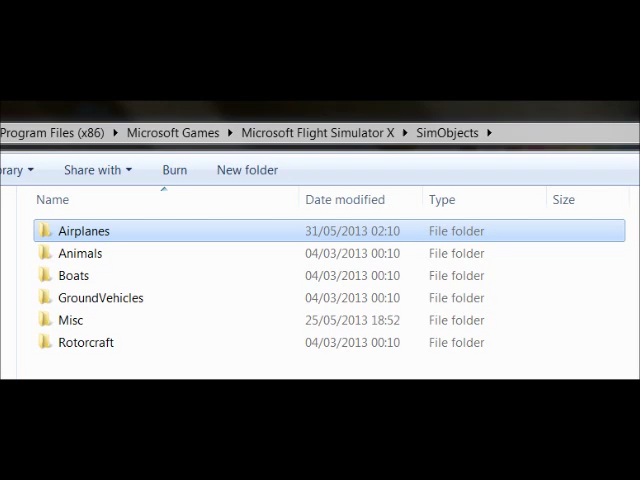 Program Files (x86) ▸ Microsoft Games ▸ Microsoft Flight Simulator X ▸ SimObjects ▸
Share with Burn New folder
Name Date modified Type Size
Airplanes 31/05/2013 02:10 File folder
Animals 04/03/2013 00:10 File folder
Boats 04/03/2013 00:10 File folder
GroundVehicles 04/03/2013 00:10 File folder
Misc 25/05/2013 18:52 File folder
Rotorcraft 04/03/2013 00:10 File folder